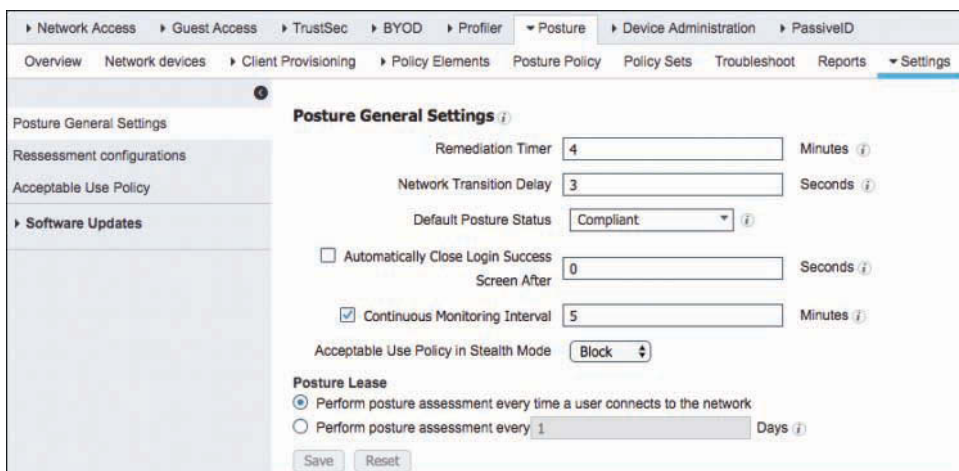 Network Access Guest Access TrustSec BYOD Profiler Posture Device Administration PassiveID
Overview Network devices Client Provisioning Policy Elements Posture Policy Policy Sets Troubleshoot Reports Settings
Posture General Settings
Ressessment configurations
Acceptable Use Policy
Software Updates
Posture General Settings
Remediation Timer 4 Minutes
Network Transition Delay 3 Seconds
Default Posture Status Compliant
Automatically Close Login Success
Screen After 0 Seconds
Continuous Monitoring Interval 5 Minutes
Acceptable Use Policy in Stealth Mode Block
Posture Lease
Perform posture assessment every time a user connects to the network
Perform posture assessment every 1 Days
Save Reset